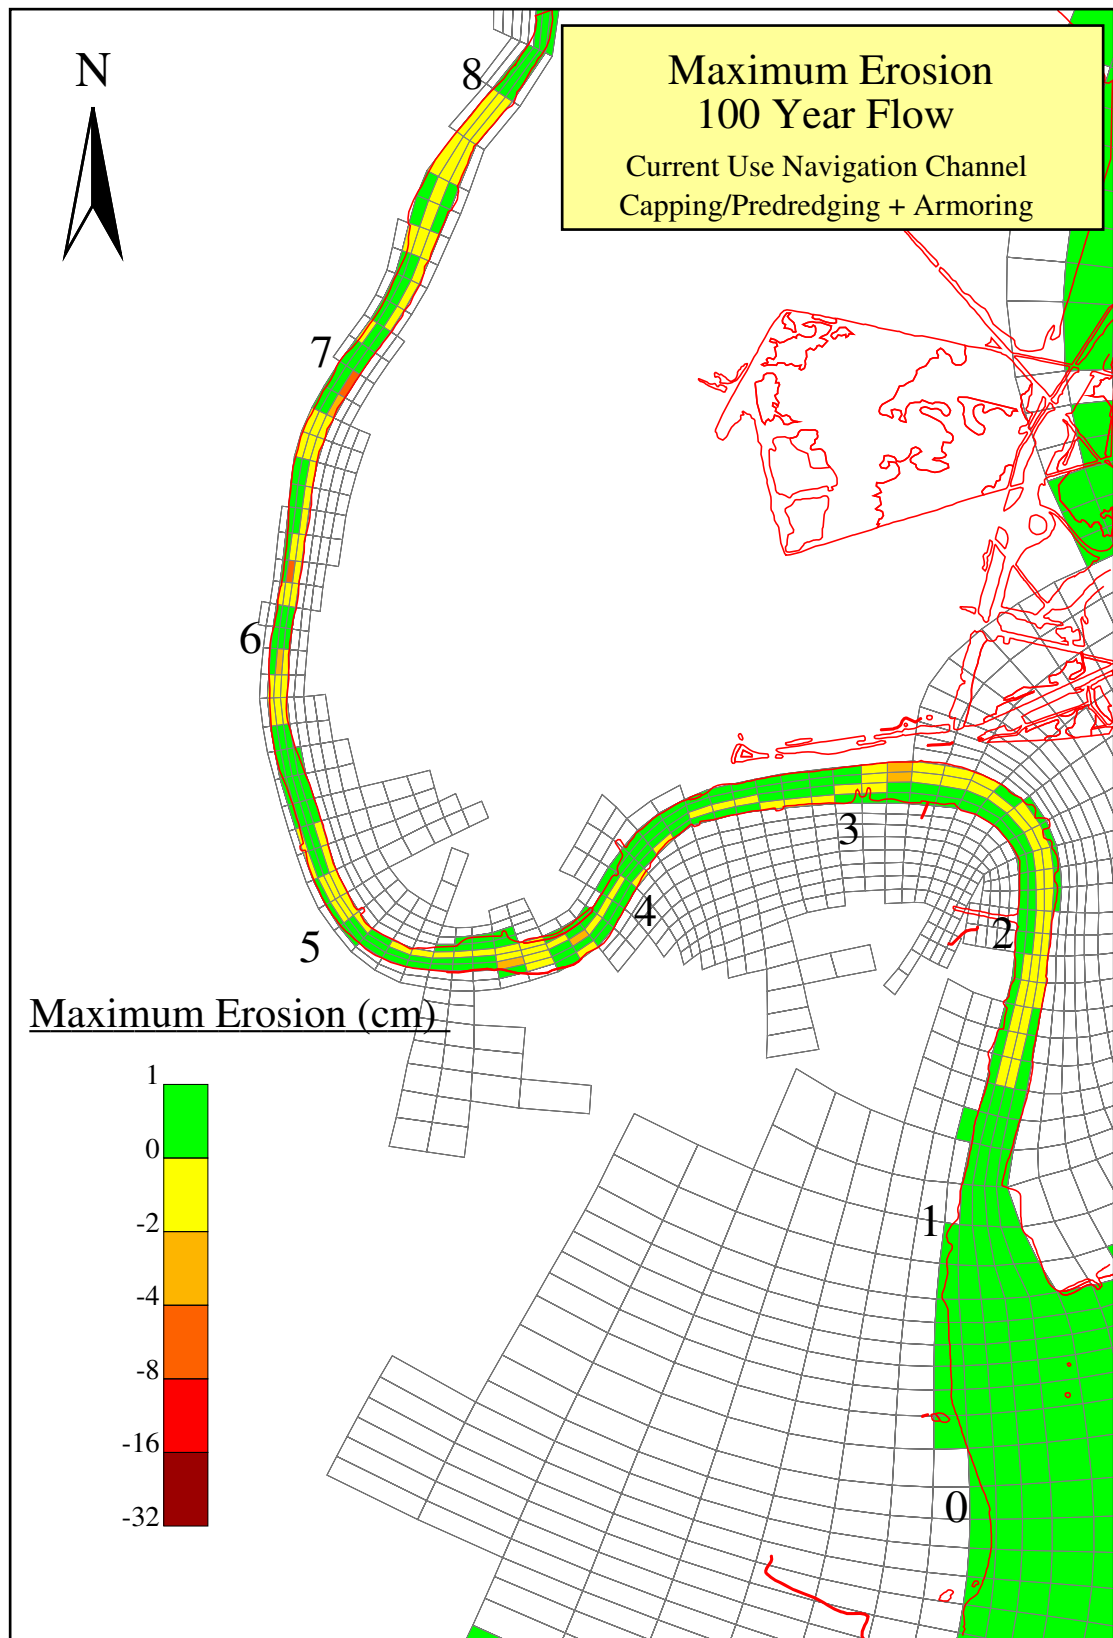 N
8
Maximum Erosion
100 Year Flow
Current Use Navigation Channel
Capping/Predredging + Armoring
7
6
3
4
2
5
Maximum Erosion (cm)
1
0
-2
-4
-8
-16
-32
1
0